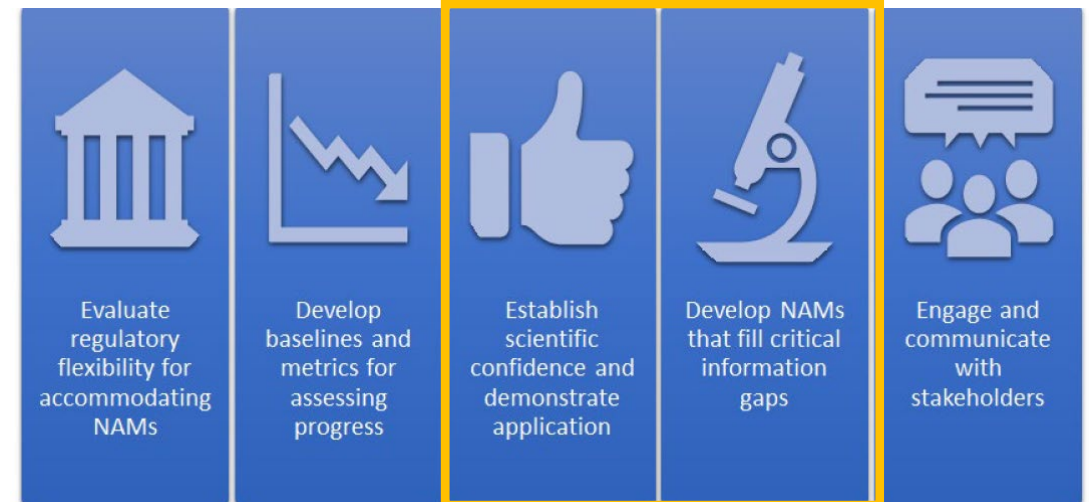 Evaluate
regulatory
flexibility for
accommodating
NAMs
Develop
baselines and
metrics for
assessing
progress
Establish
scientific
confidence and
demonstrate
application
Develop NAMs
that fill critical
information
gaps
Engage and
communicate
with
stakeholders